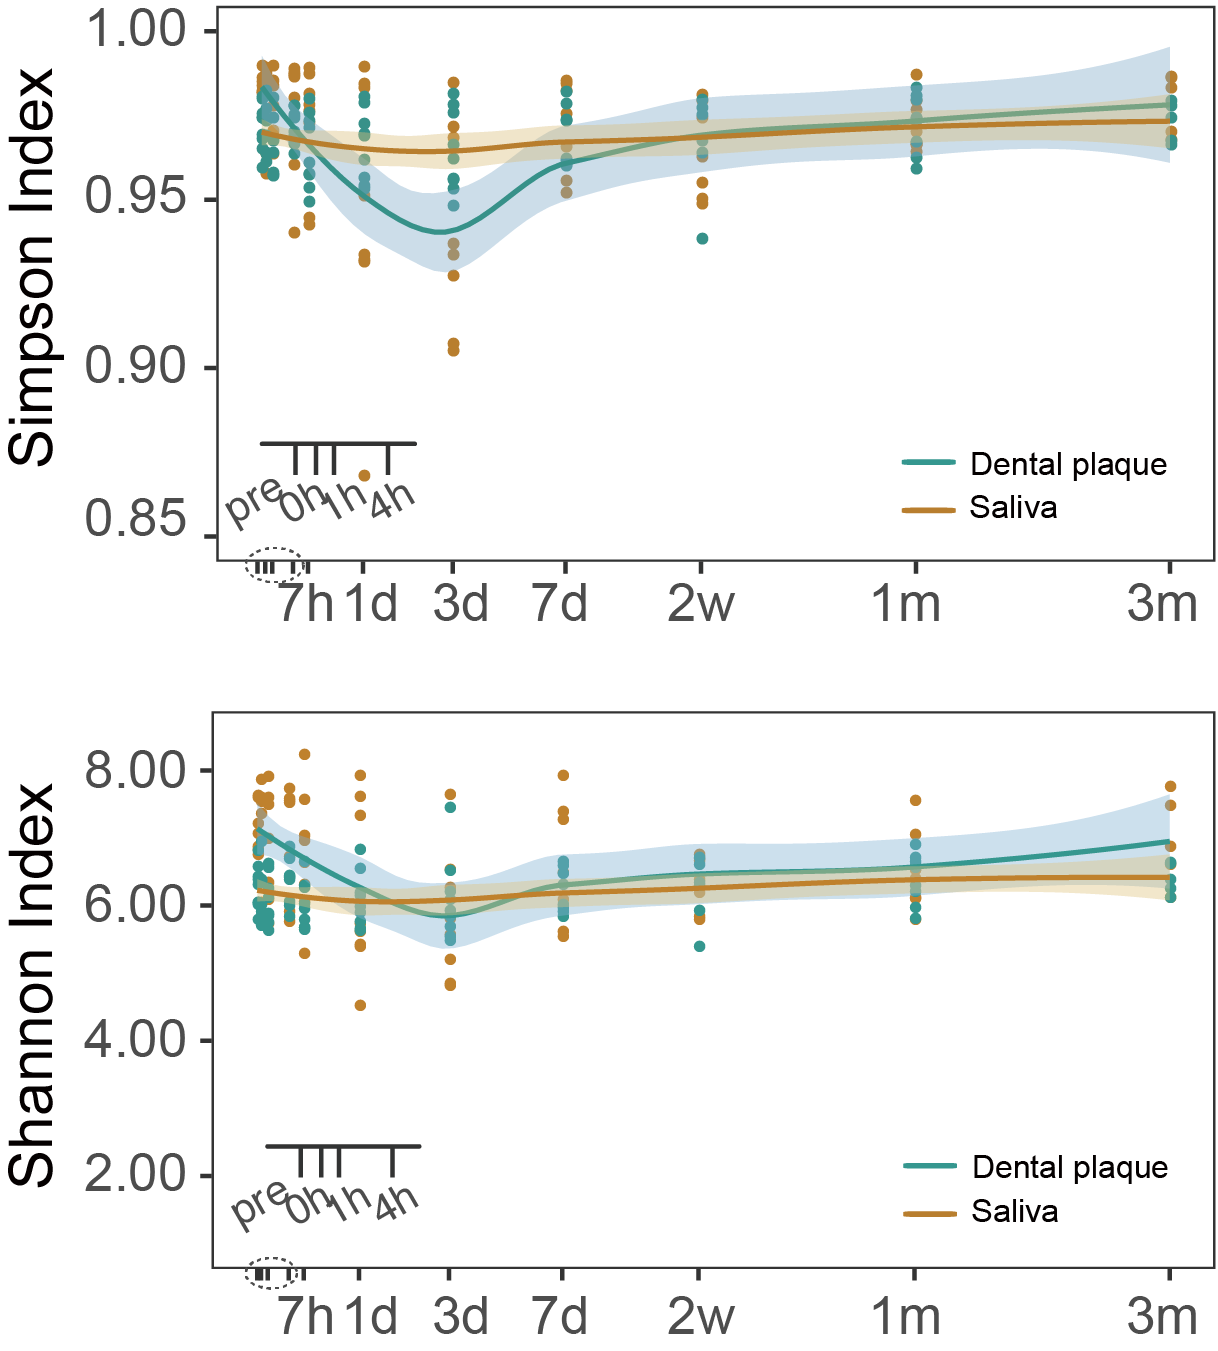 Simpson Index
1.00
0.95
0.90
0.85
pre 0h 1h 4h
Dental plaque
Saliva
7h 1d 3d 7d 2w 1m 3m
Shannon Index
8.00
6.00
4.00
2.00
pre 0h 1h 4h
Dental plaque
Saliva
7h 1d 3d 7d 2w 1m 3m